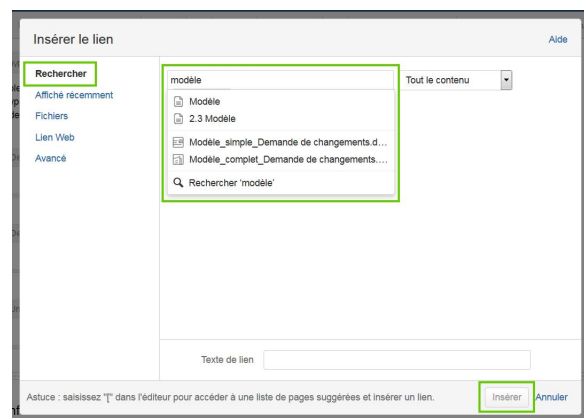 Insérer le lien
Aide
Rechercher
Affiché récemment
Fichiers
Lien Web
Avancé
modèle
Tout le contenu
Modèle
2.3 Modèle
Modèle_simple_Demande de changements.d...
Modèle_complet_Demande de changements....
Rechercher 'modèle'
Texte de lien
Astuce : saisissez "[" dans l'éditeur pour accéder à une liste de pages suggérées et insérer un lien.
Insérer
Annuler